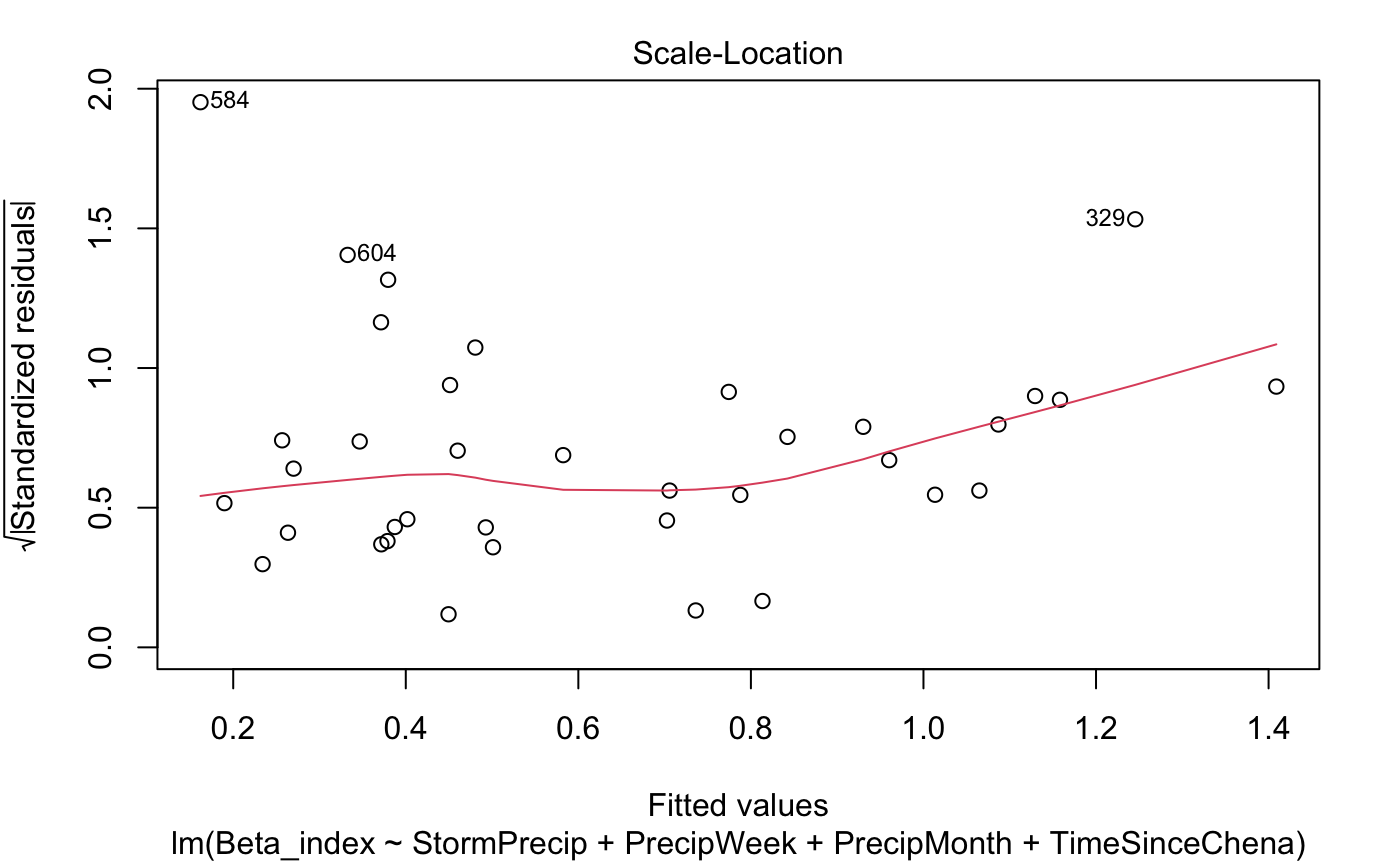 Scale-Location
√|Standardized residuals|
2.0
1.5
1.0
0.5
0.0
584
604
329
0.2 0.4 0.6 0.8 1.0 1.2 1.4
Fitted values
lm(Beta_index ~ StormPrecip + PrecipWeek + PrecipMonth + TimeSinceChena)